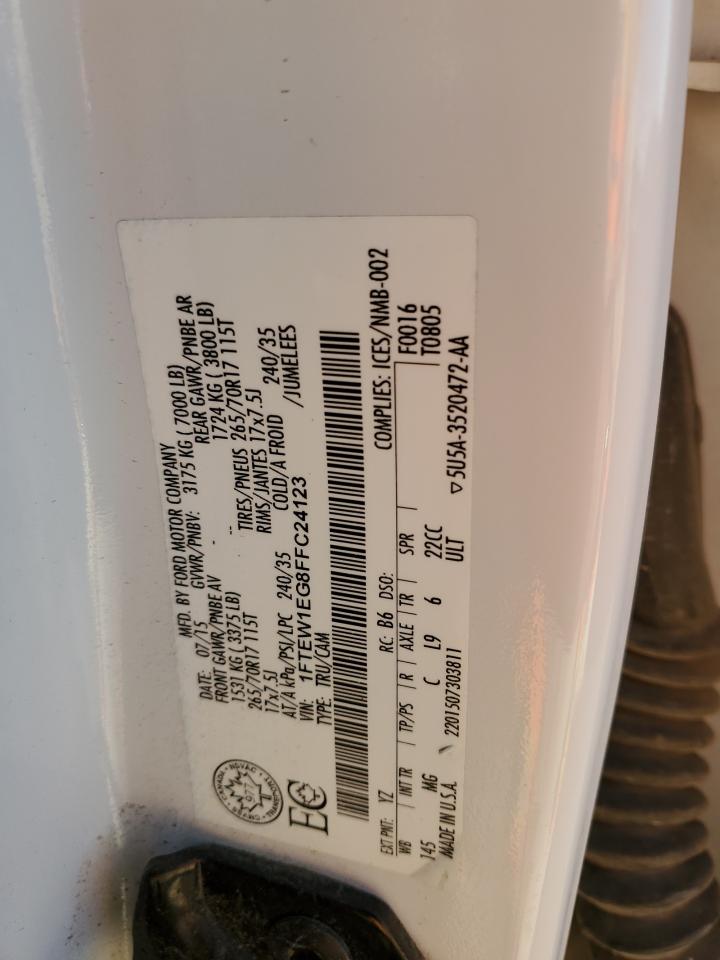 MFD. BY FORD MOTOR COMPANY
DATE: 07/15 GVWR/PNBV: 3175 KG ( 7000 LB)
FRONT GAWR/PNBE AV - REAR GAWR/PNBE AR
1531 KG ( 3375 LB) -- 1724 KG ( 3800 LB)
265/70R17 115T TIRES/PNEUS 265/70R17 115T
17x7.5J RIMS/JANTES 17x7.5J
AT/A kPa/PSI/LPC 240/35 COLD/A FROID 240/35
VIN: 1FTEW1EG8FFC24123 /JUMELEES
TYPE: TRU/CAM
EC
CANADA
977
COMPLIES: ICES/NMB-002
EXT PNT: YZ RC: B6 DSO:
WB INT TR TP/PS R AXLE TR SPR F0016
145 MG C L9 6 22CC T0805
ULT
MADE IN U.S.A. 2201507303811 ▽ 5U5A-3520472-AA